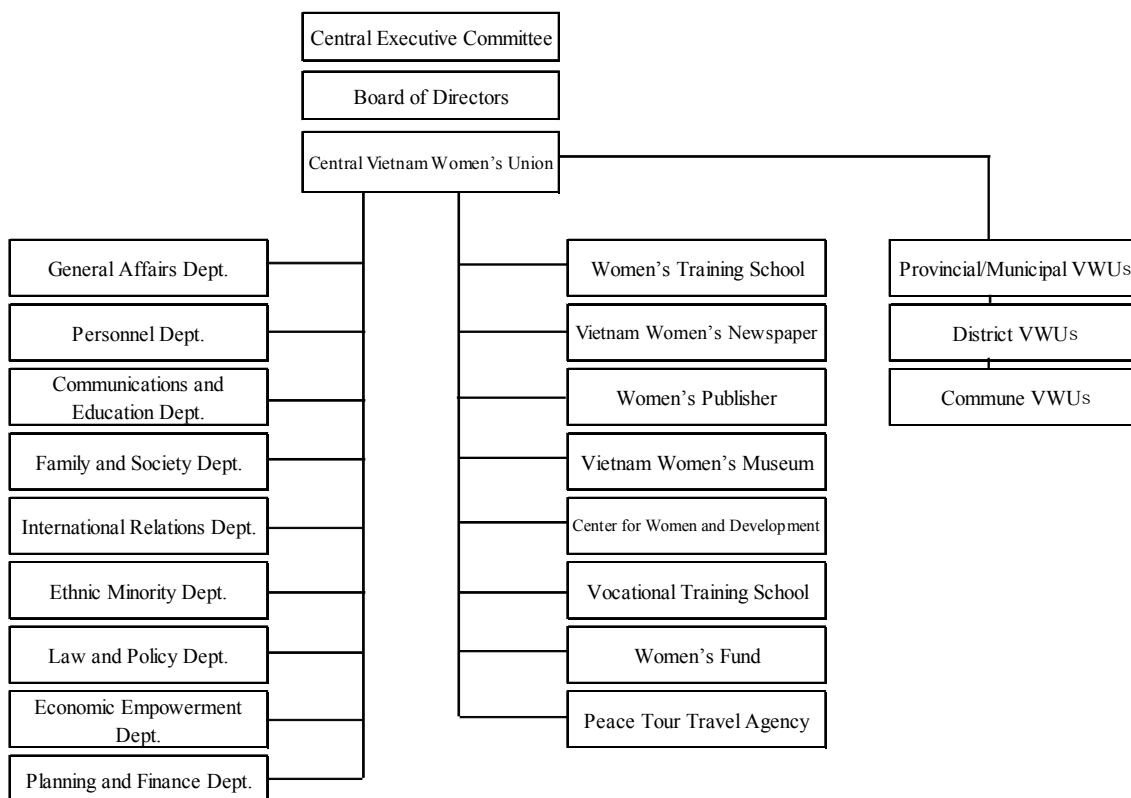 Central Executive Committee
Board of Directors
Central Vietnam Women's Union
General Affairs Dept.
Personnel Dept.
Communications and
Education Dept.
Family and Society Dept.
International Relations Dept.
Ethnic Minority Dept.
Law and Policy Dept.
Economic Empowerment
Dept.
Planning and Finance Dept.
Women's Training School
Vietnam Women's Newspaper
Women's Publisher
Vietnam Women's Museum
Center for Women and Development
Vocational Training School
Women's Fund
Peace Tour Travel Agency
Provincial/Municipal VWUs
District VWUs
Commune VWUs